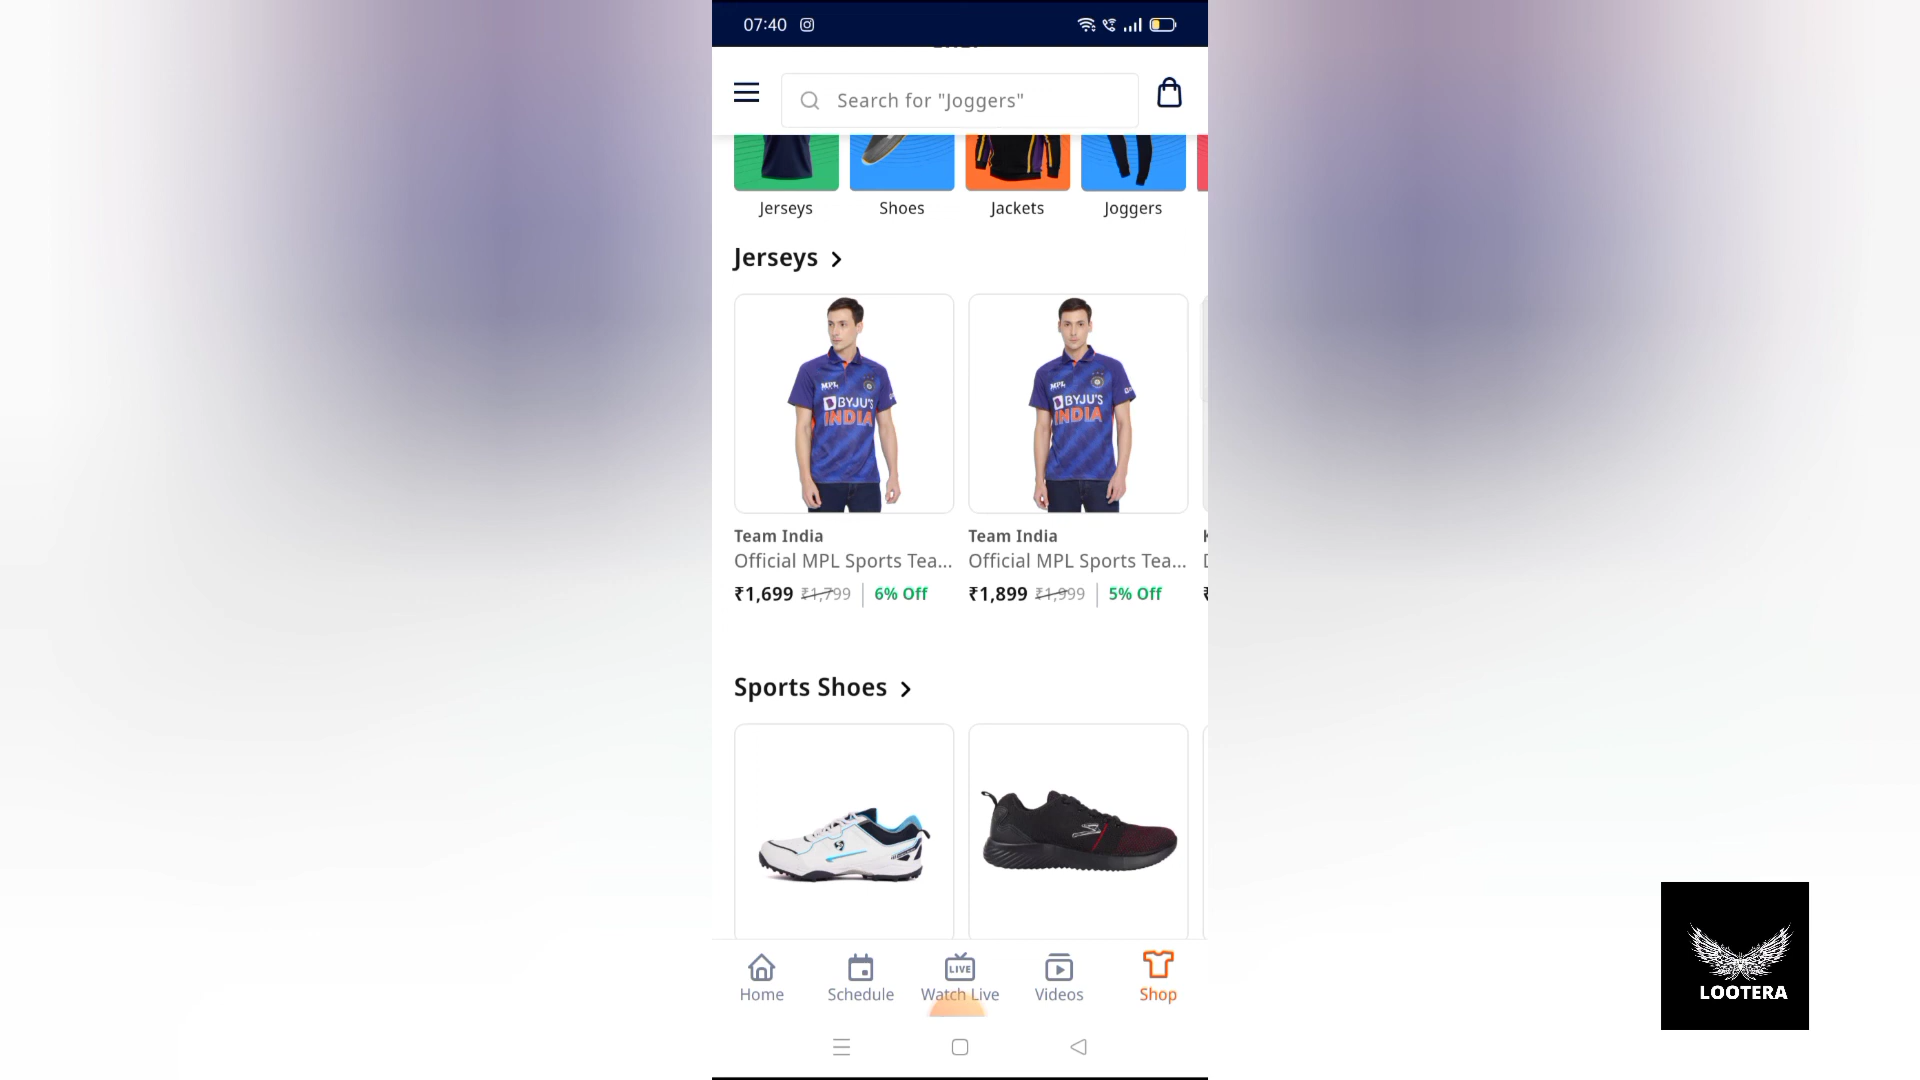 07:40
Search for "Joggers"
Jerseys
Shoes
Jackets
Joggers
Jerseys
MPL
BYJU'S
INDIA
MPL
BYJU'S
INDIA
Team India
Official MPL Sports Tea...
₹1,699 ₹1,799 6% Off
Team India
Official MPL Sports Tea...
₹1,899 ₹1,999 5% Off
Sports Shoes
LIVE
Home
Schedule
Watch Live
Videos
Shop
LOOTERA